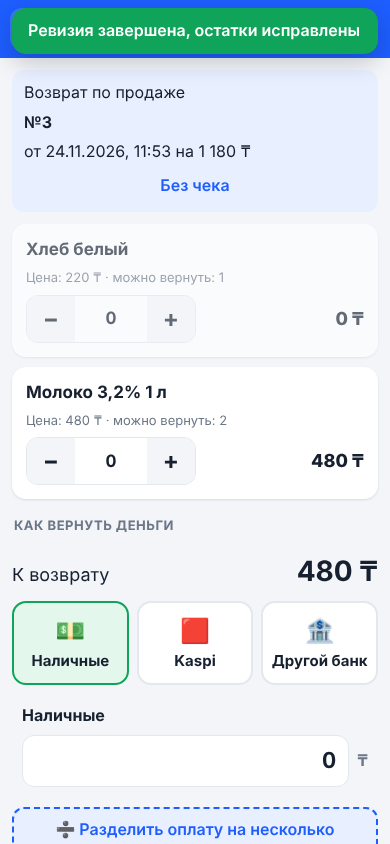 Ревизия завершена, остатки исправлены
Возврат по продаже
№3
от 24.11.2026, 11:53 на 1 180 ₸
Без чека
Хлеб белый
Цена: 220 ₸ · можно вернуть: 1
− 0 + 0 ₸
Молоко 3,2% 1 л
Цена: 480 ₸ · можно вернуть: 2
− 0 + 480 ₸
КАК ВЕРНУТЬ ДЕНЬГИ
К возврату 480 ₸
Наличные Kaspi Другой банк
Наличные
0 ₸
➗ Разделить оплату на несколько